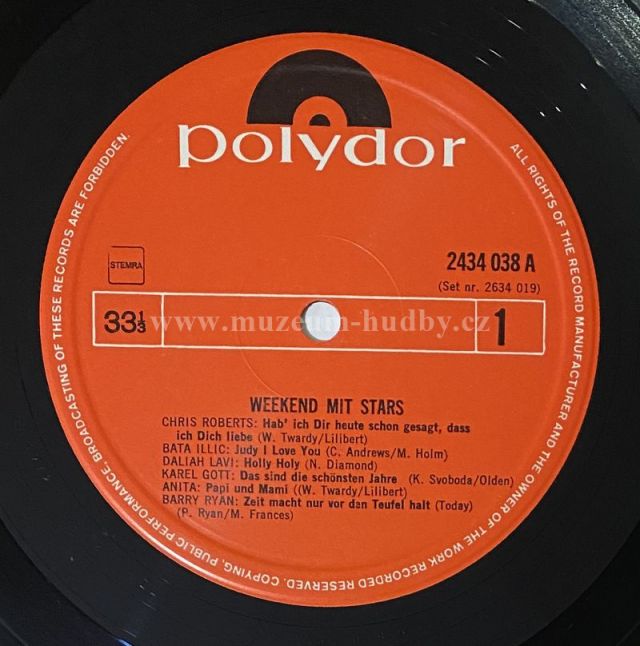 polydor
ALL RIGHTS OF THE RECORD MANUFACTURER AND THE OWNER OF THE WORK RECORDED RESERVED. COPYING, PUBLIC PERFORMANCE, BROADCASTING OF THESE RECORDS ARE FORBIDDEN.
STEMRA
2434 038 A
(Set nr. 2634 019)
33⅓
1
www.muzeum-hudby.cz
WEEKEND MIT STARS
CHRIS ROBERTS: Hab' ich Dir heute schon gesagt, dass
ich Dich liebe (W. Twardy/Lilibert)
BATA ILLIC: Judy I Love You (C. Andrews/M. Holm)
DALIAH LAVI: Holly Holy (N. Diamond)
KAREL GOTT: Das sind die schönsten Jahre (K. Svoboda/Olden)
ANITA: Papi und Mami ((W. Twardy/Lilibert)
BARRY RYAN: Zeit macht nur vor dan Teufel halt (Today)
(P. Ryan/M. Frances)